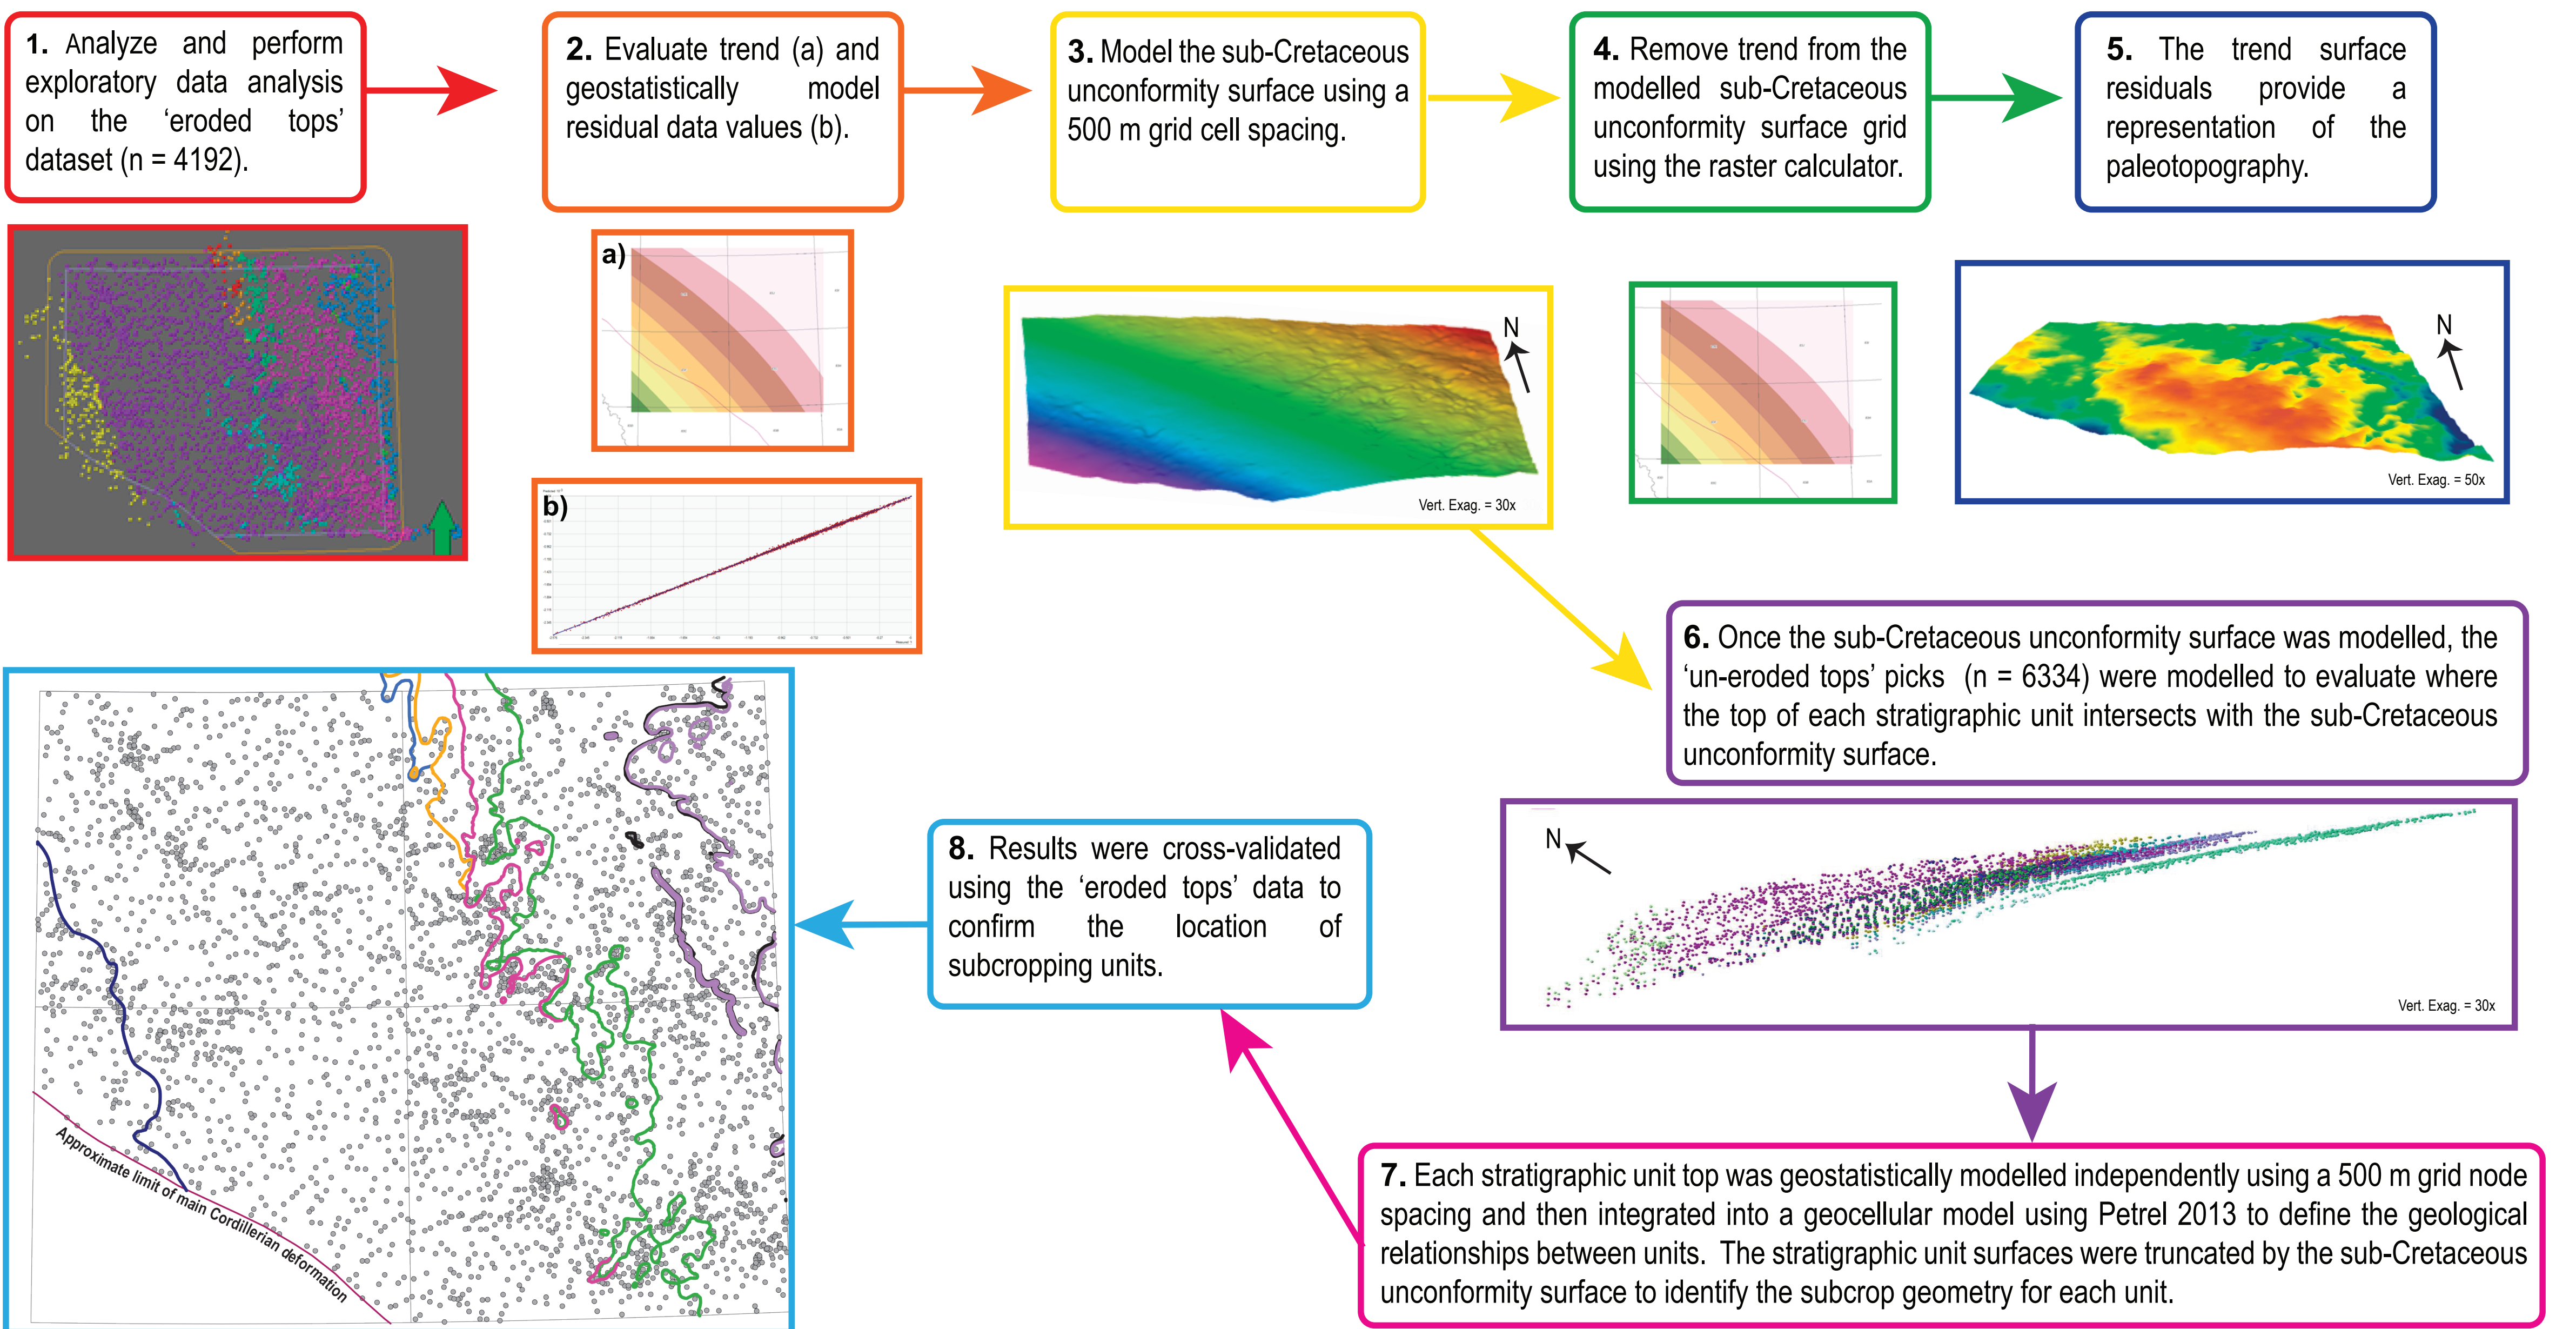 1. Analyze and perform
exploratory data analysis
on the ‘eroded tops’
dataset (n = 4192).
2. Evaluate trend (a) and
geostatistically model
residual data values (b).
3. Model the sub-Cretaceous
unconformity surface using a
500 m grid cell spacing.
4. Remove trend from the
modelled sub-Cretaceous
unconformity surface grid
using the raster calculator.
5. The trend surface
residuals provide a
representation of the
paleotopography.
a)
b)
N
Vert. Exag. = 30x
N
Vert. Exag. = 50x
6. Once the sub-Cretaceous unconformity surface was modelled, the
‘un-eroded tops’ picks (n = 6334) were modelled to evaluate where
the top of each stratigraphic unit intersects with the sub-Cretaceous
unconformity surface.
N
Vert. Exag. = 30x
7. Each stratigraphic unit top was geostatistically modelled independently using a 500 m grid node
spacing and then integrated into a geocellular model using Petrel 2013 to define the geological
relationships between units. The stratigraphic unit surfaces were truncated by the sub-Cretaceous
unconformity surface to identify the subcrop geometry for each unit.
8. Results were cross-validated
using the ‘eroded tops’ data to
confirm the location of
subcropping units.
Approximate limit of main Cordillerian deformation